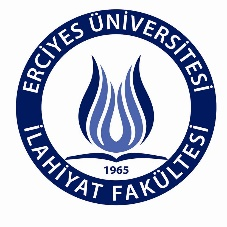 ERCİYES ÜNİVERSİTESİ
1965
İLAHİYAT FAKÜLTESİ